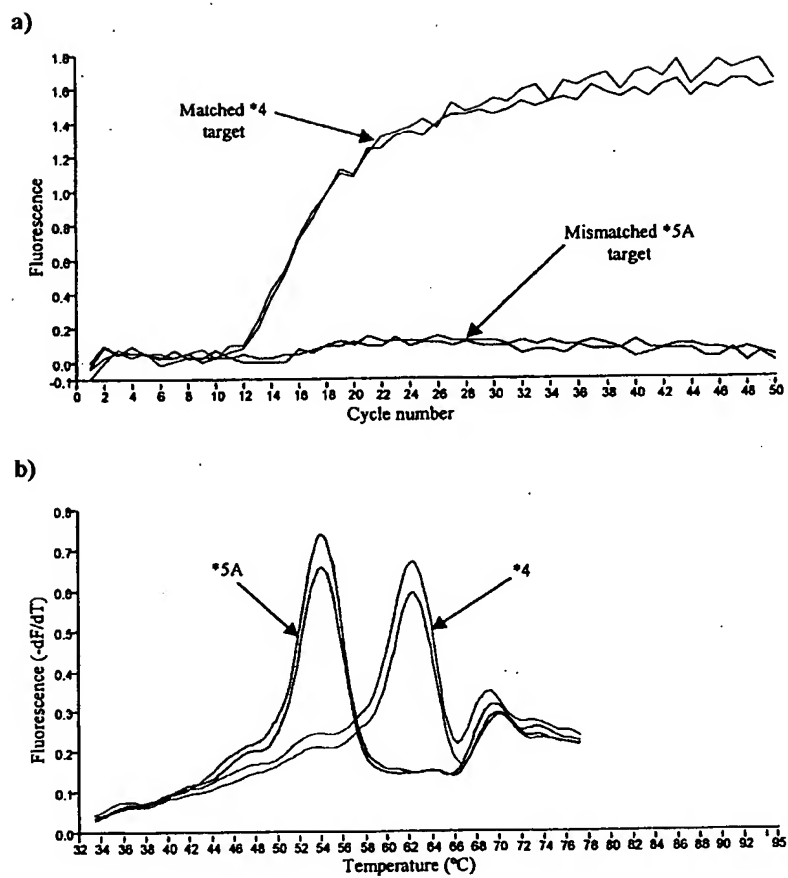 a)
1.8
1.6
1.4
1.2
1.0
0.8
0.6
0.4
0.2
0.0
-0.1
Fluorescence
Matched *4
target
Mismatched *5A
target
0 2 4 6 8 10 12 14 16 18 20 22 24 26 28 30 32 34 36 38 40 42 44 46 48 50
Cycle number
b)
0.8
0.7
0.6
0.5
0.4
0.3
0.2
0.1
0.0
Fluorescence (-dF/dT)
*5A
*4
32 34 36 38 40 42 44 46 48 50 52 54 56 58 60 62 64 66 68 70 72 74 76 78 80 82 84 86 88 90 92 95
Temperature (°C)